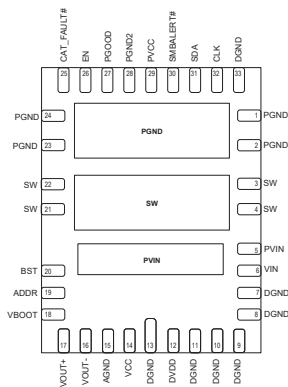 CAT_FAULT#
EN
PGOOD
PGND2
PVCC
SMBALERT#
SDA
CLK
DGND
25
26
27
28
29
30
31
32
33
PGND 24
1 PGND
PGND
PGND 23
2 PGND
SW 22
3 SW
SW
SW 21
4 SW
5 PVIN
PVIN
BST 20
6 VIN
ADDR 19
7 DGND
VBOOT 18
8 DGND
17
16
15
14
13
12
11
10
9
VOUT+
VOUT-
AGND
VCC
DGND
DVDD
DGND
DGND
DGND